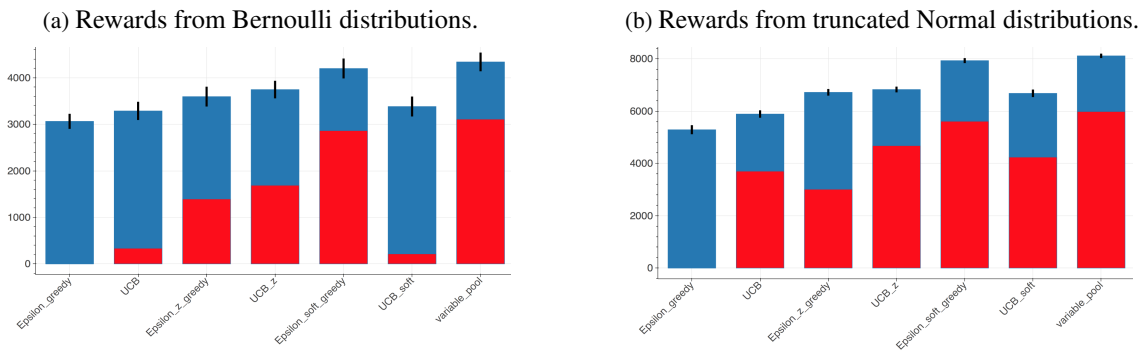 (a) Rewards from Bernoulli distributions.
4000
3000
2000
1000
0
Epsilon_greedy
UCB
Epsilon_z_greedy
UCB_z
Epsilon_soft_greedy
UCB_soft
variable_pool
(b) Rewards from truncated Normal distributions.
8000
6000
4000
2000
0
Epsilon_greedy
UCB
Epsilon_z_greedy
UCB_z
Epsilon_soft_greedy
UCB_soft
variable_pool